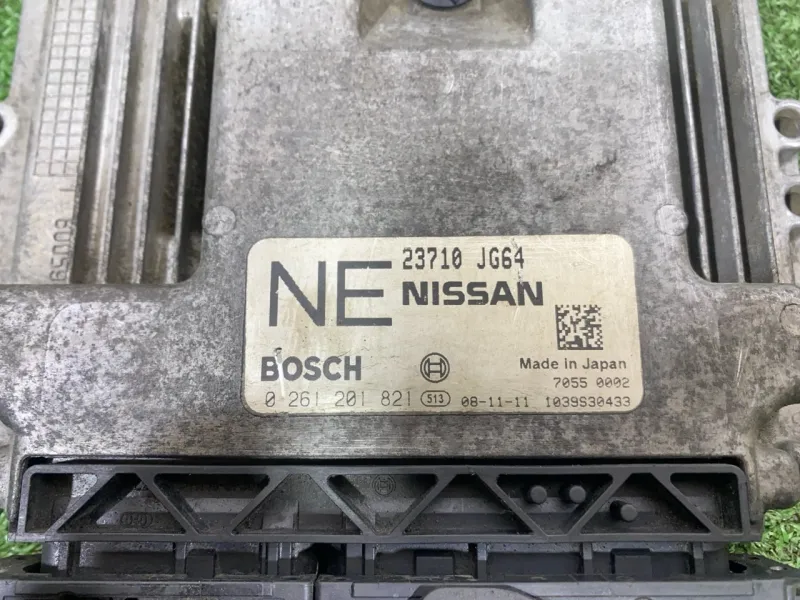 NE
23710 JG64
NISSAN
BOSCH
Made in Japan
7055 0002
0 261 201 821 513 08-11-11 1039S30433